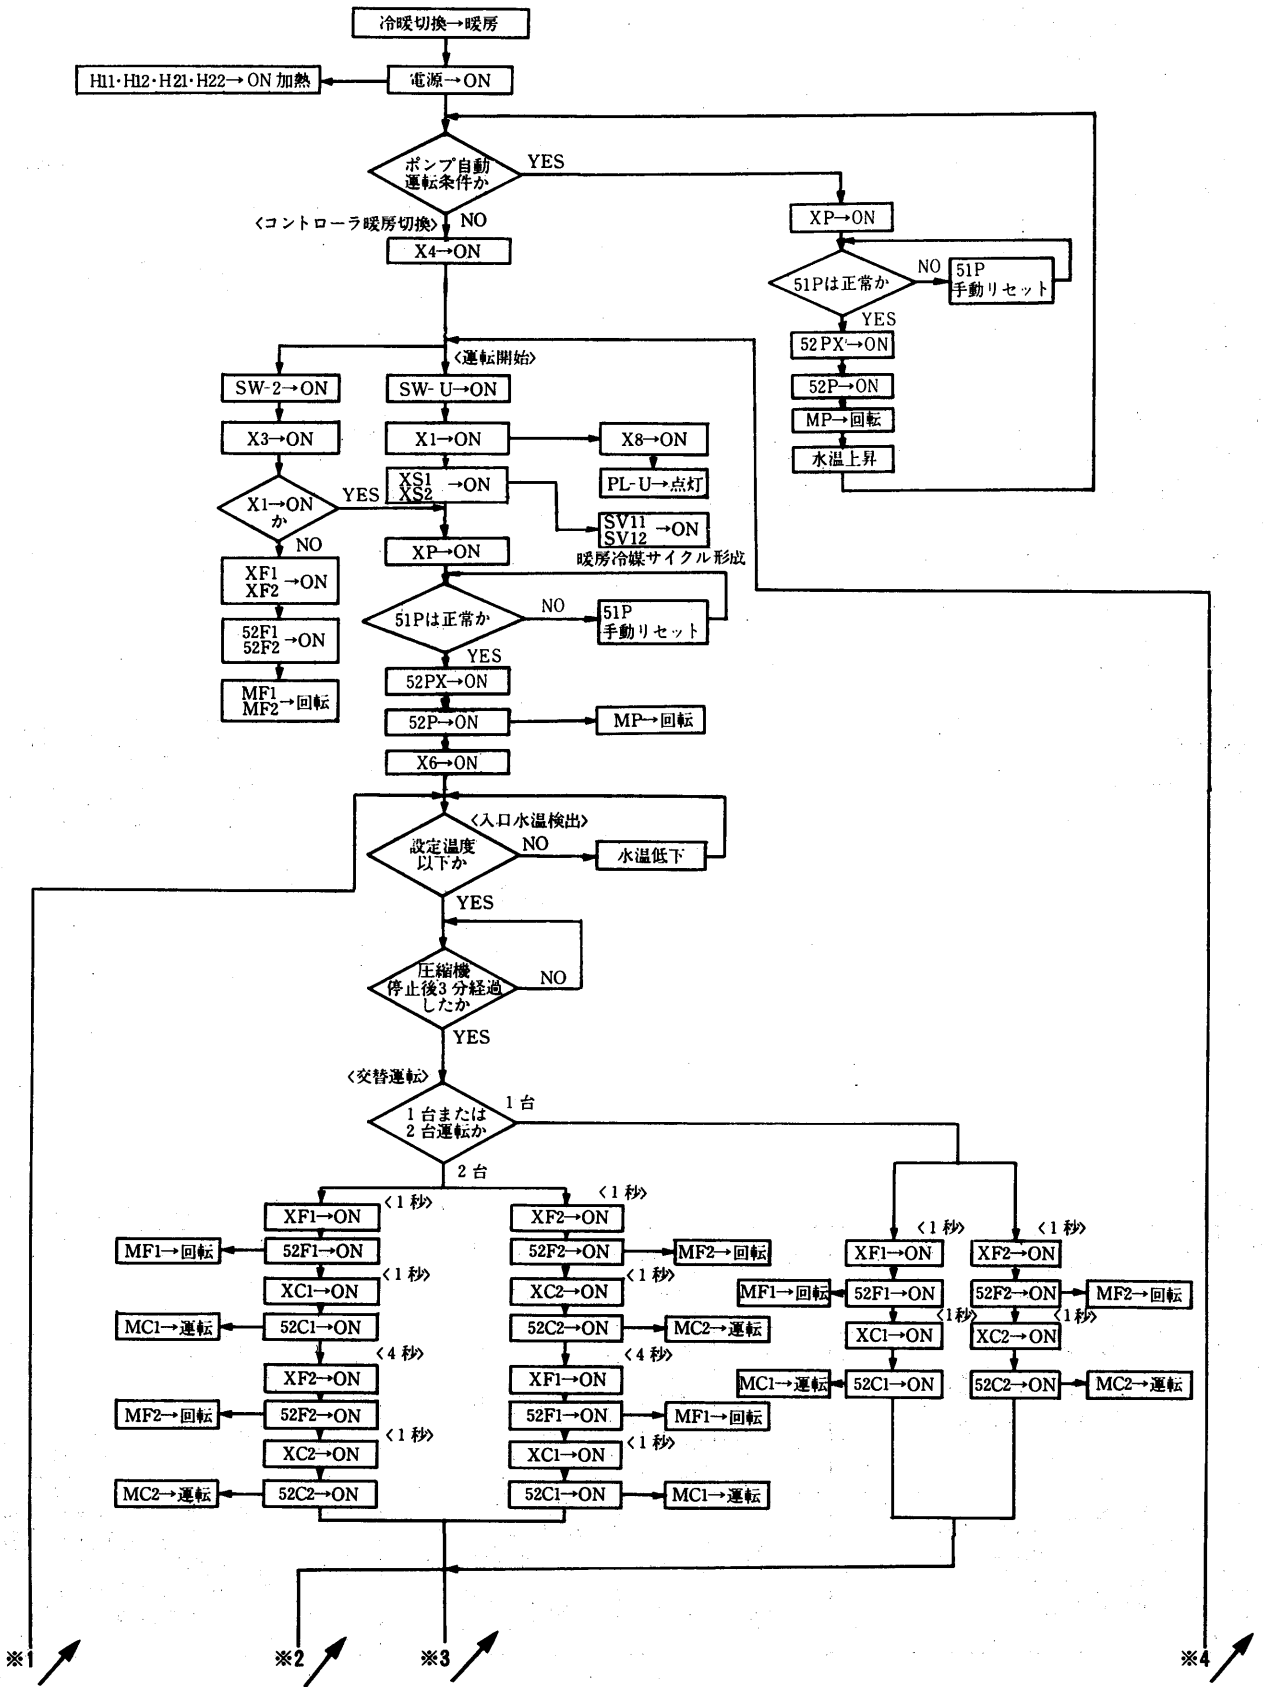 冷暖切換→暖房
H11・H12・H21・H22→ON 加熱
電源→ON
ポンプ自動
運転条件か
YES
〈コントローラ暖房切換〉
NO
X4→ON
XP→ON
51Pは正常か
NO
51P
手動リセット
YES
52PX→ON
52P→ON
MP→回転
水温上昇
〈運転開始〉
SW-2→ON
SW-U→ON
X3→ON
X1→ON
X8→ON
X1→ON
か
YES
XS1
XS2
→ON
PL-U→点灯
SV11
SV12
→ON
暖房冷媒サイクル形成
NO
XP→ON
XF1
XF2
→ON
51Pは正常か
NO
51P
手動リセット
52F1
52F2
→ON
YES
MF1
MF2
→回転
52PX→ON
52P→ON
MP→回転
X6→ON
〈入口水温検出〉
設定温度
以下か
NO
水温低下
YES
圧縮機
停止後3分経過
したか
NO
YES
〈交替運転〉
1台または
2台運転か
1台
2台
〈1秒〉
XF1→ON
MF1→回転
52F1→ON
〈1秒〉
XC1→ON
MC1→運転
52C1→ON
〈4秒〉
XF2→ON
MF2→回転
52F2→ON
〈1秒〉
XC2→ON
MC2→運転
52C2→ON
〈1秒〉
XF2→ON
52F2→ON
MF2→回転
〈1秒〉
XC2→ON
52C2→ON
MC2→運転
〈4秒〉
XF1→ON
52F1→ON
MF1→回転
〈1秒〉
XC1→ON
52C1→ON
MC1→運転
〈1秒〉
XF1→ON
MF1→回転
52F1→ON
〈1秒〉
XC1→ON
MC1→運転
52C1→ON
〈1秒〉
XF2→ON
52F2→ON
MF2→回転
〈1秒〉
XC2→ON
52C2→ON
MC2→運転
※1
※2
※3
※4